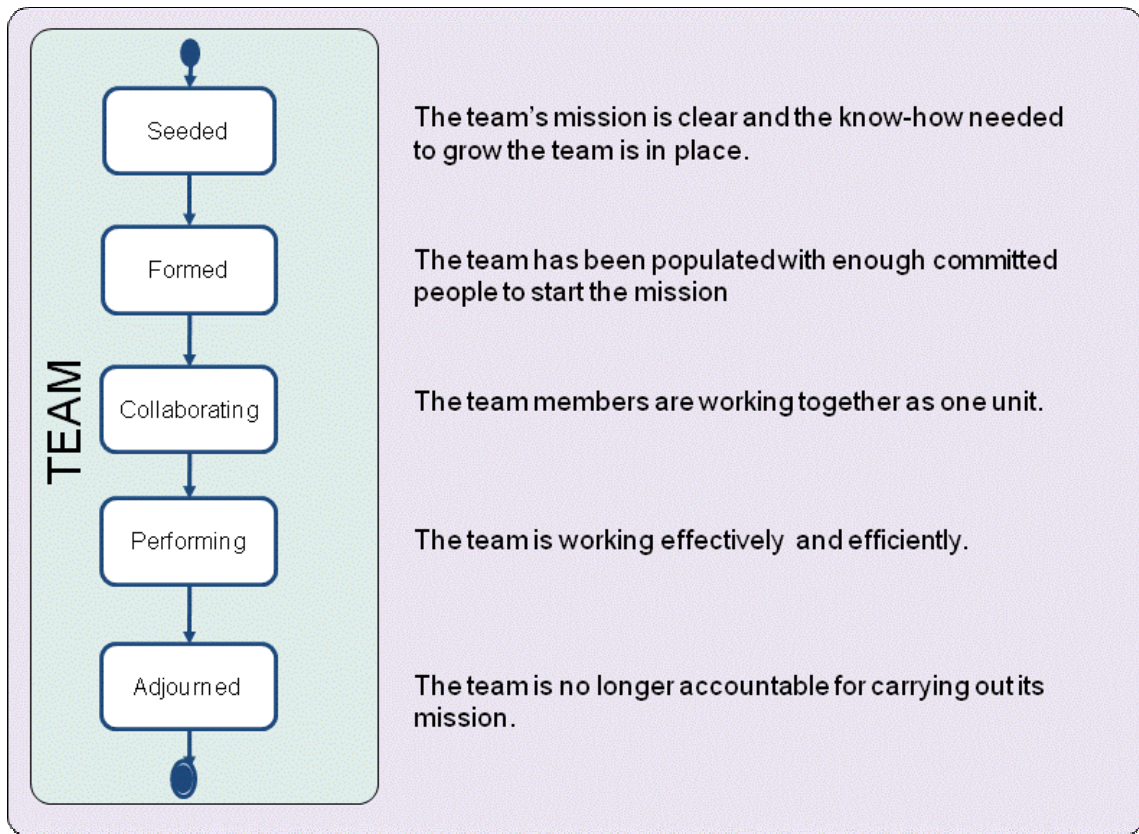 TEAM
Seeded
The team's mission is clear and the know-how needed
to grow the team is in place.
Formed
The team has been populated with enough committed
people to start the mission
Collaborating
The team members are working together as one unit.
Performing
The team is working effectively and efficiently.
Adjourned
The team is no longer accountable for carrying out its
mission.